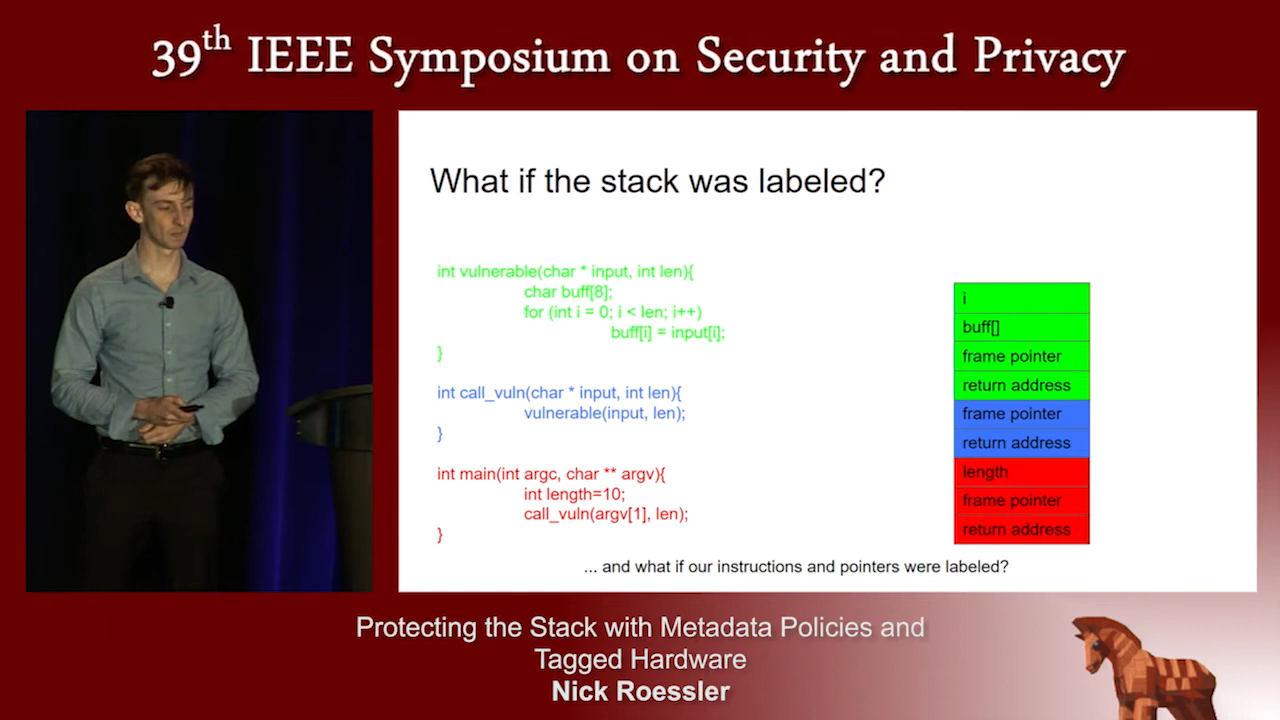 39th IEEE Symposium on Security and Privacy
What if the stack was labeled?
int vulnerable(char * input, int len){
char buff[8];
for (int i = 0; i < len; i++)
buff[i] = input[i];
}
int call_vuln(char * input, int len){
vulnerable(input, len);
}
int main(int argc, char ** argv){
int length=10;
call_vuln(argv[1], len);
}
i
buff[]
frame pointer
return address
frame pointer
return address
length
frame pointer
return address
... and what if our instructions and pointers were labeled?
Protecting the Stack with Metadata Policies and
Tagged Hardware
Nick Roessler